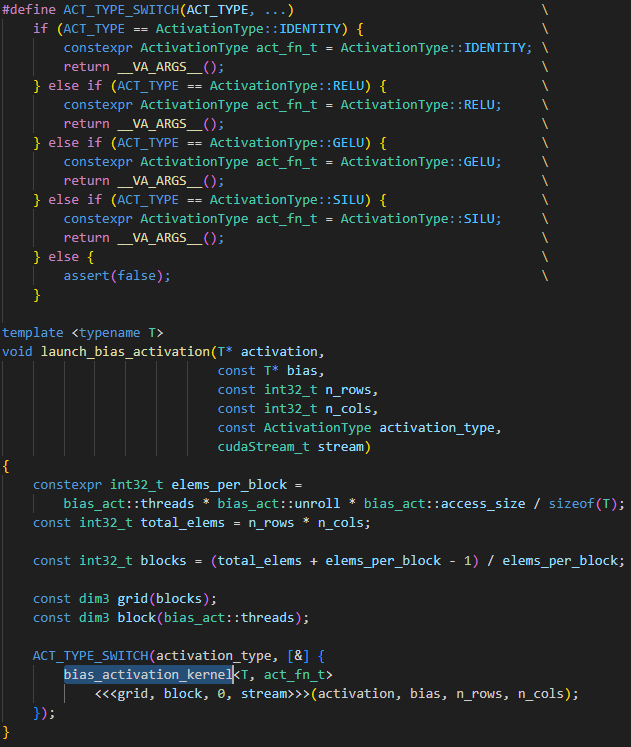 #define ACT_TYPE_SWITCH(ACT_TYPE, ...)                                \
    if (ACT_TYPE == ActivationType::IDENTITY) {                       \
        constexpr ActivationType act_fn_t = ActivationType::IDENTITY; \
        return __VA_ARGS__();                                         \
    } else if (ACT_TYPE == ActivationType::RELU) {                    \
        constexpr ActivationType act_fn_t = ActivationType::RELU;     \
        return __VA_ARGS__();                                         \
    } else if (ACT_TYPE == ActivationType::GELU) {                    \
        constexpr ActivationType act_fn_t = ActivationType::GELU;     \
        return __VA_ARGS__();                                         \
    } else if (ACT_TYPE == ActivationType::SILU) {                    \
        constexpr ActivationType act_fn_t = ActivationType::SILU;     \
        return __VA_ARGS__();                                         \
    } else {                                                          \
        assert(false);                                                \
    }

template <typename T>
void launch_bias_activation(T* activation,
                            const T* bias,
                            const int32_t n_rows,
                            const int32_t n_cols,
                            const ActivationType activation_type,
                            cudaStream_t stream)
{
    constexpr int32_t elems_per_block =
        bias_act::threads * bias_act::unroll * bias_act::access_size / sizeof(T);
    const int32_t total_elems = n_rows * n_cols;

    const int32_t blocks = (total_elems + elems_per_block - 1) / elems_per_block;

    const dim3 grid(blocks);
    const dim3 block(bias_act::threads);

    ACT_TYPE_SWITCH(activation_type, [&] {
        bias_activation_kernel<T, act_fn_t>
            <<<grid, block, 0, stream>>>(activation, bias, n_rows, n_cols);
    });
}